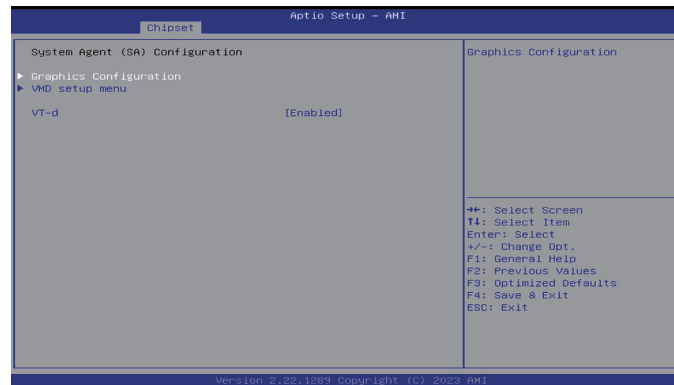 Aptio Setup – AMI
Chipset
System Agent (SA) Configuration
Graphics Configuration
VMD setup menu
VT-d [Enabled]
Graphics Configuration
→←: Select Screen
↑↓: Select Item
Enter: Select
+/-: Change Opt.
F1: General Help
F2: Previous Values
F3: Optimized Defaults
F4: Save & Exit
ESC: Exit
Version 2.22.1289 Copyright (C) 2023 AMI